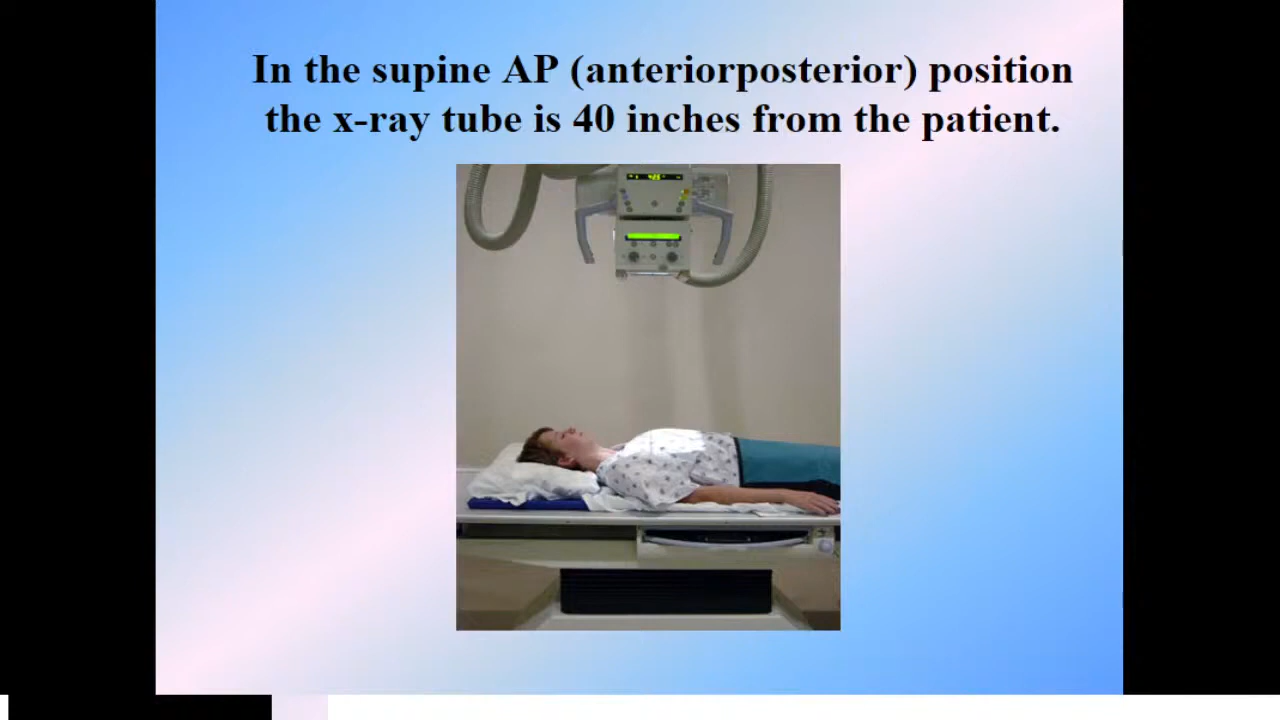 In the supine AP (anteriorposterior) position
the x-ray tube is 40 inches from the patient.